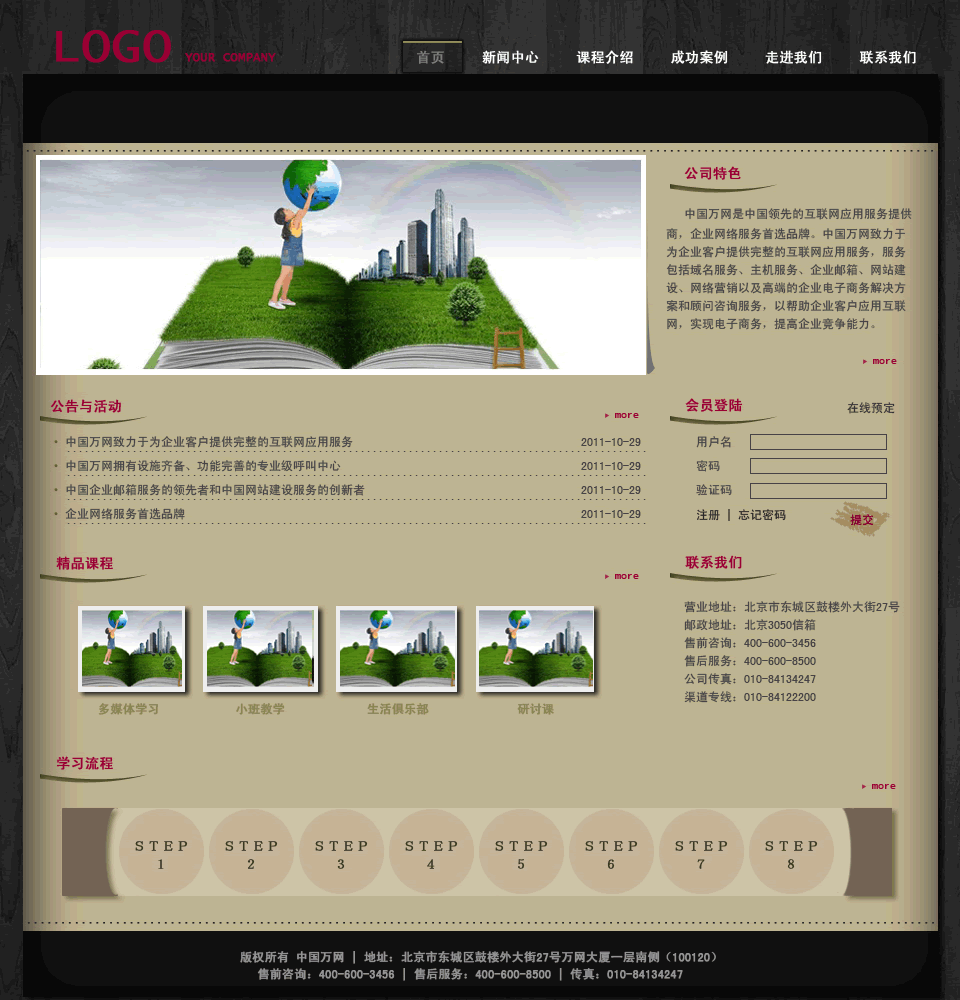 LOGO YOUR COMPANY
首页 新闻中心 课程介绍 成功案例 走进我们 联系我们
公司特色
中国万网是中国领先的互联网应用服务提供
商，企业网络服务首选品牌。中国万网致力于
为企业客户提供完整的互联网应用服务，服务
包括域名服务、主机服务、企业邮箱、网站建
设、网络营销以及高端的企业电子商务解决方
案和顾问咨询服务，以帮助企业客户应用互联
网，实现电子商务，提高企业竞争能力。
more
公告与活动
more
中国万网致力于为企业客户提供完整的互联网应用服务 2011-10-29
中国万网拥有设施齐备、功能完善的专业级呼叫中心 2011-10-29
中国企业邮箱服务的领先者和中国网站建设服务的创新者 2011-10-29
企业网络服务首选品牌 2011-10-29
会员登陆 在线预定
用户名
密码
验证码
注册 | 忘记密码 提交
精品课程
more
多媒体学习 小班教学 生活俱乐部 研讨课
联系我们
营业地址：北京市东城区鼓楼外大街27号
邮政地址：北京3050信箱
售前咨询：400-600-3456
售后服务：400-600-8500
公司传真：010-84134247
渠道专线：010-84122200
学习流程
more
STEP 1 STEP 2 STEP 3 STEP 4 STEP 5 STEP 6 STEP 7 STEP 8
版权所有 中国万网 | 地址：北京市东城区鼓楼外大街27号万网大厦一层南侧（100120）
售前咨询：400-600-3456 | 售后服务：400-600-8500 | 传真：010-84134247